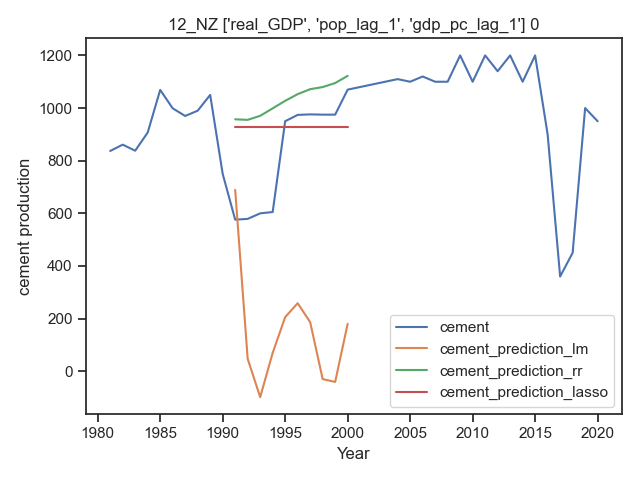 12_NZ ['real_GDP', 'pop_lag_1', 'gdp_pc_lag_1'] 0
1200
1000
800
600
400
200
0
cement production
cement
cement_prediction_lm
cement_prediction_rr
cement_prediction_lasso
1980 1985 1990 1995 2000 2005 2010 2015 2020
Year